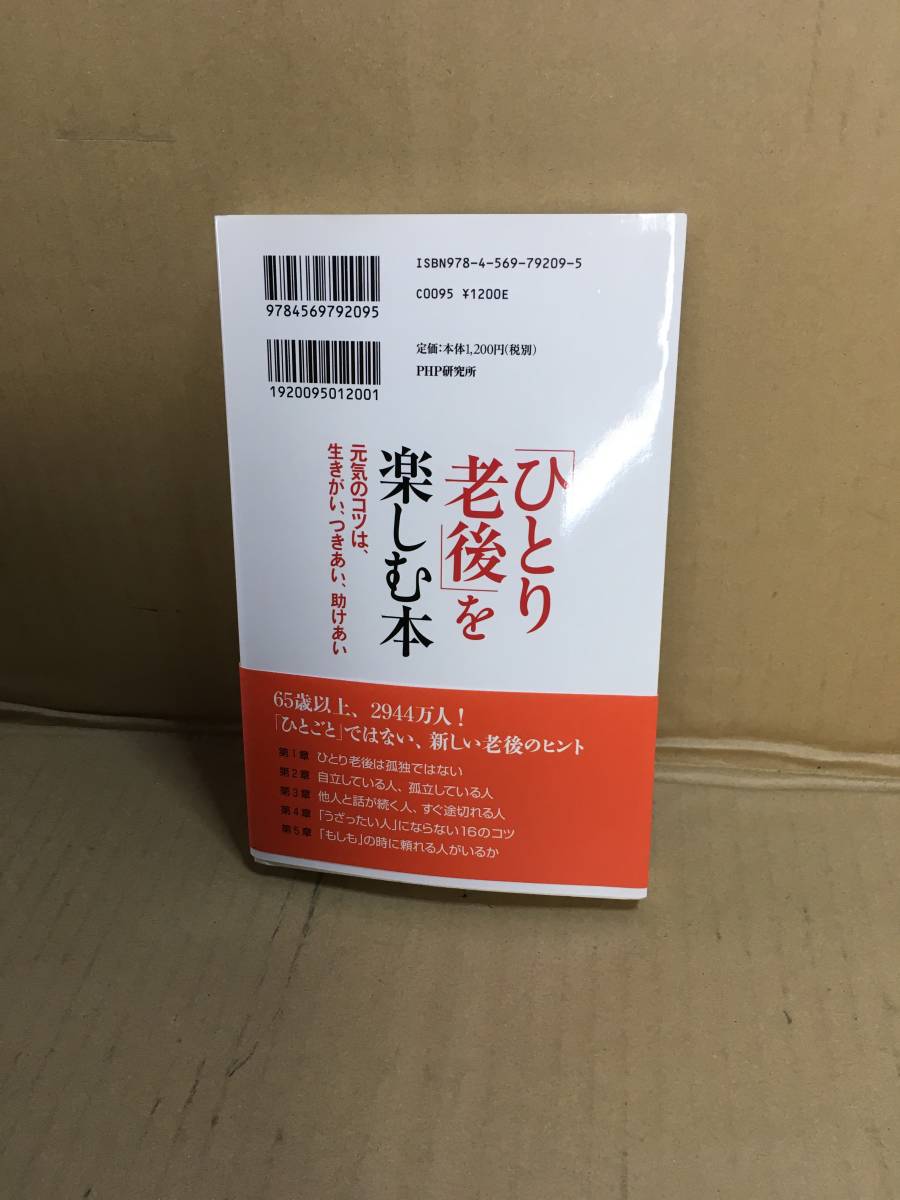 ISBN978-4-569-79209-5
C0095 ¥1200E
9784569792095
定価：本体1,200円（税別）
PHP研究所
1920095012001
「ひとり
老後」を
楽しむ本
元気のコツは、
生きがい、つきあい、助けあい
65歳以上、2944万人！
「ひとごと」ではない、新しい老後のヒント
第1章 ひとり老後は孤独ではない
第2章 自立している人、孤立している人
第3章 他人と話が続く人、すぐ途切れる人
第4章 「うざったい人」にならない16のコツ
第5章 「もしも」の時に頼れる人がいるか